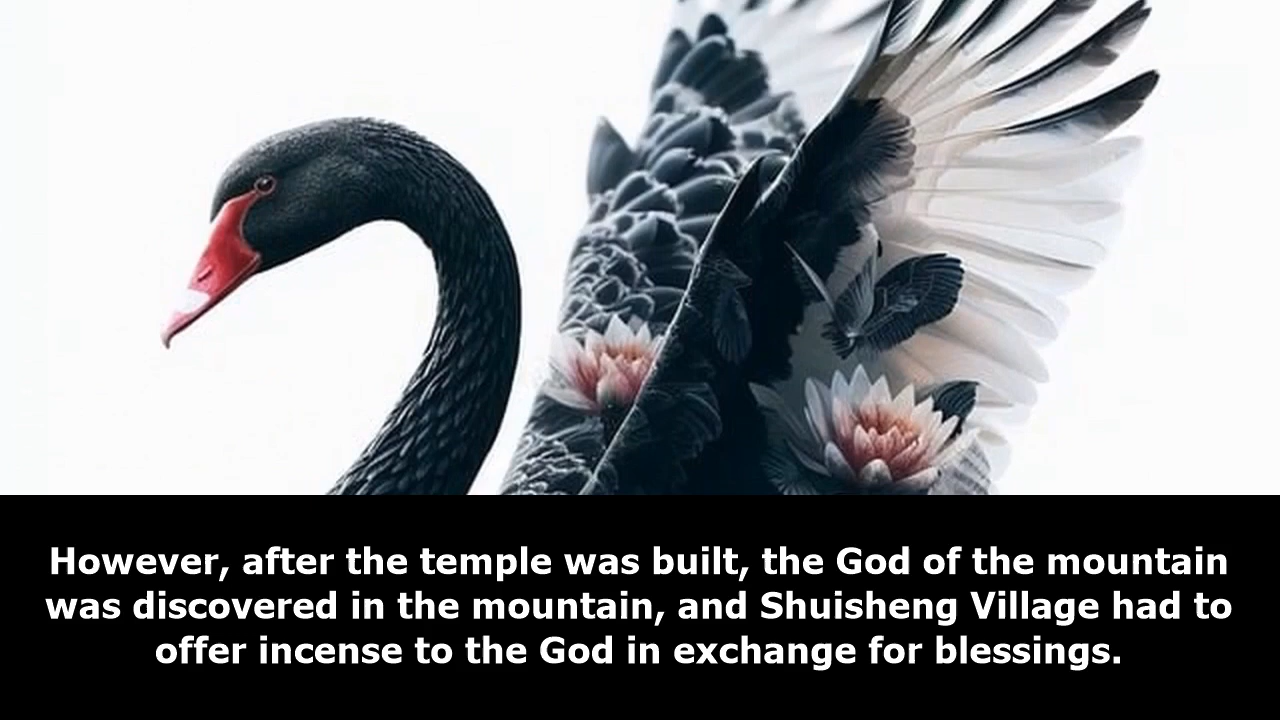 However, after the temple was built, the God of the mountain
was discovered in the mountain, and Shuisheng Village had to
offer incense to the God in exchange for blessings.